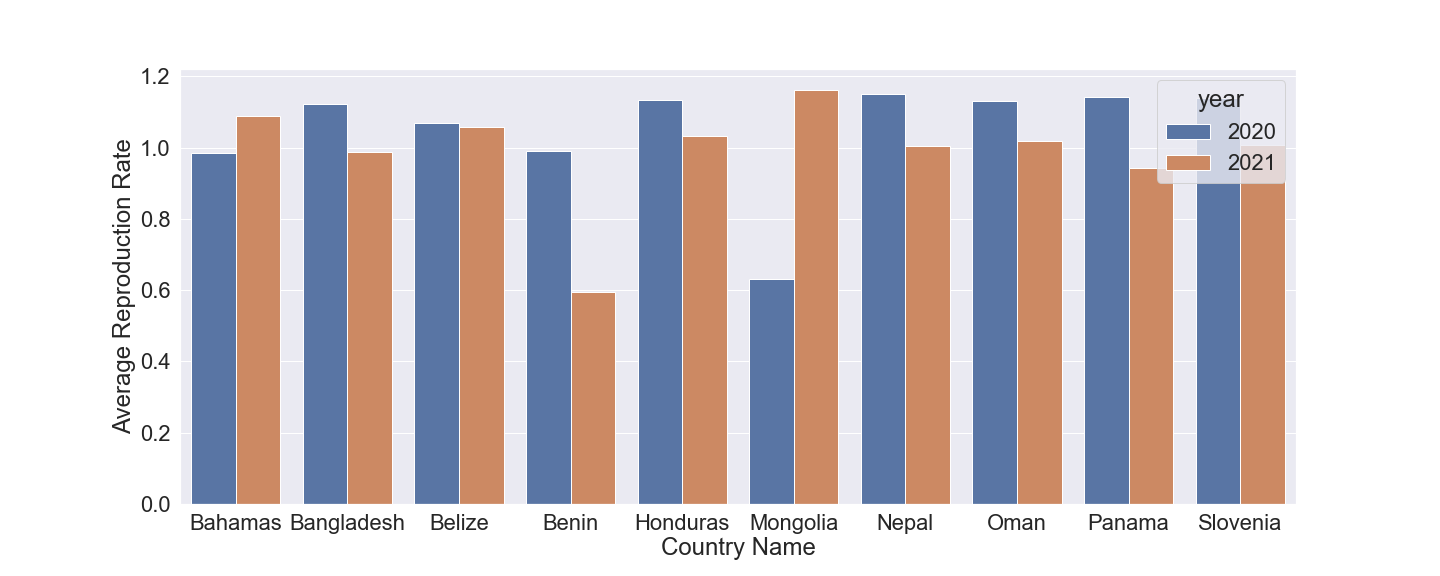 year
2020
2021
1.2
1.0
0.8
0.6
0.4
0.2
0.0
Average Reproduction Rate
Bahamas Bangladesh Belize Benin Honduras Mongolia Nepal Oman Panama Slovenia
Country Name